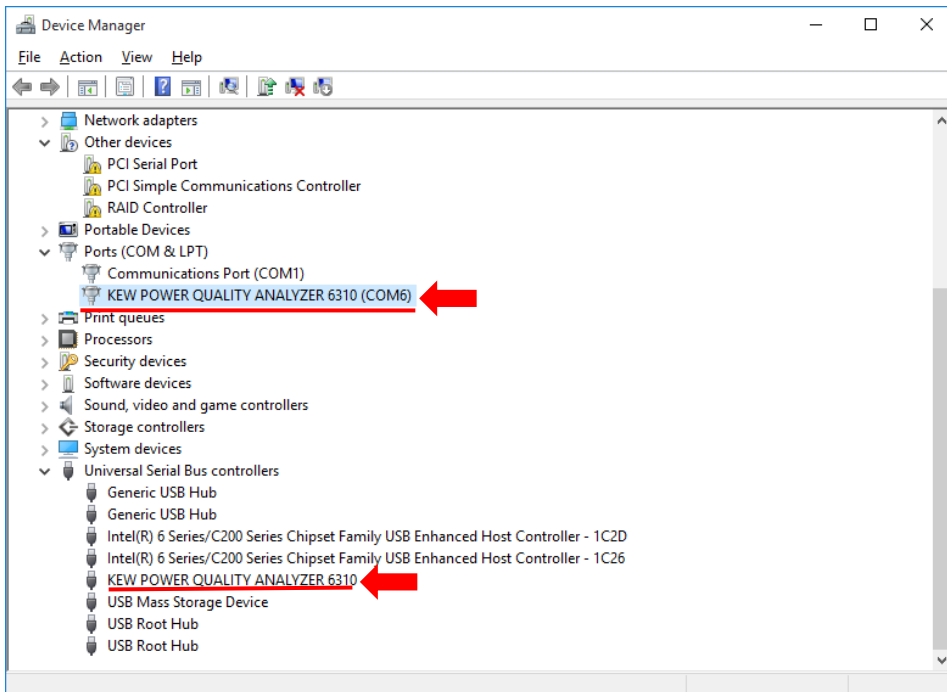 Device Manager
File Action View Help
Network adapters
Other devices
PCI Serial Port
PCI Simple Communications Controller
RAID Controller
Portable Devices
Ports (COM & LPT)
Communications Port (COM1)
KEW POWER QUALITY ANALYZER 6310 (COM6)
Print queues
Processors
Security devices
Software devices
Sound, video and game controllers
Storage controllers
System devices
Universal Serial Bus controllers
Generic USB Hub
Generic USB Hub
Intel(R) 6 Series/C200 Series Chipset Family USB Enhanced Host Controller - 1C2D
Intel(R) 6 Series/C200 Series Chipset Family USB Enhanced Host Controller - 1C26
KEW POWER QUALITY ANALYZER 6310
USB Mass Storage Device
USB Root Hub
USB Root Hub